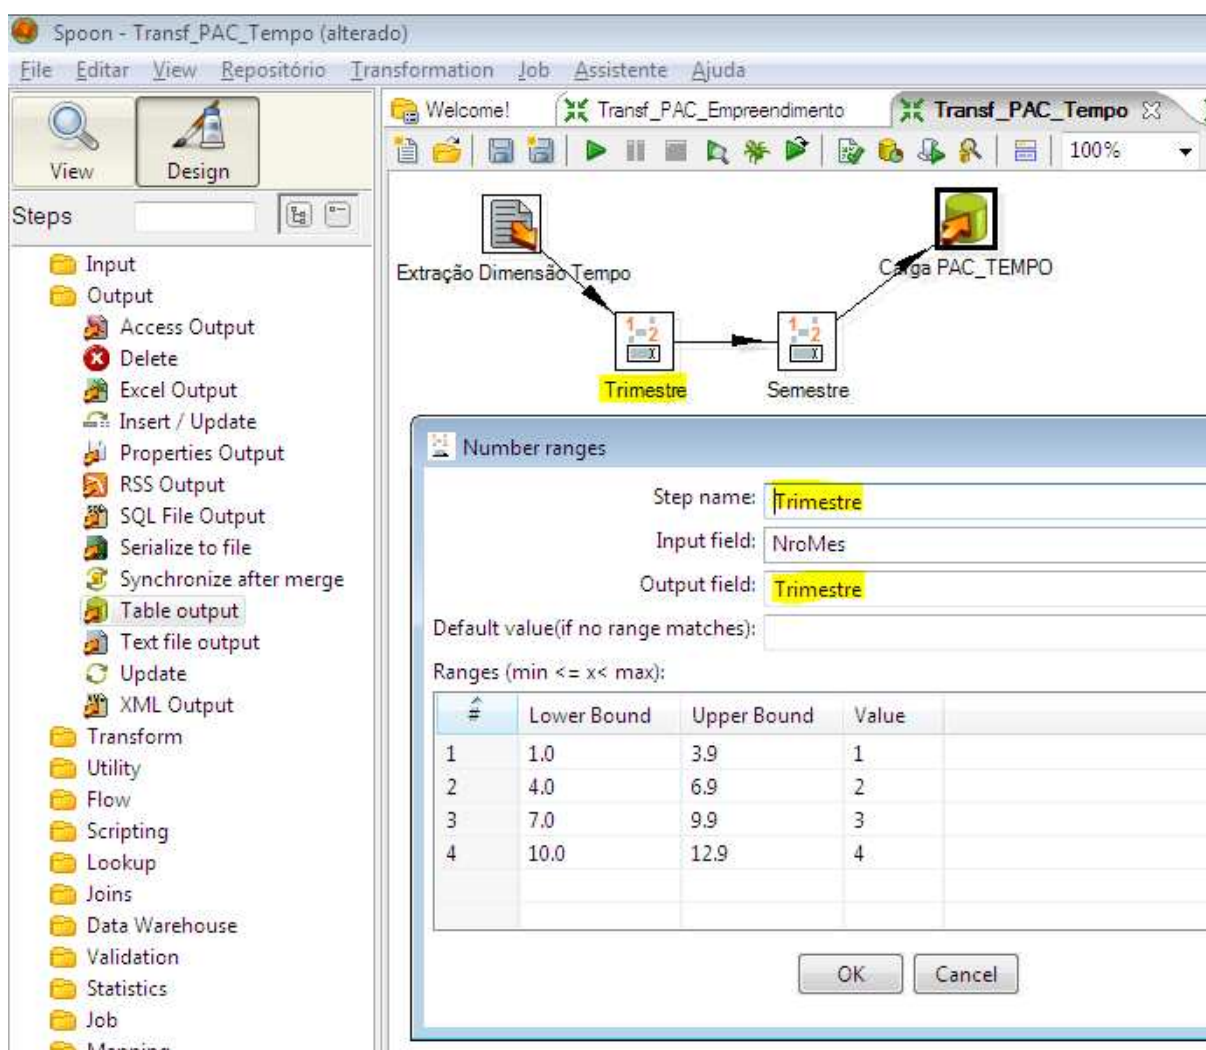 Spoon - Transf_PAC_Tempo (alterado)
File Editar View Repositório Transformation Job Assistente Ajuda
View
Design
Steps
Input
Output
Access Output
Delete
Excel Output
Insert / Update
Properties Output
RSS Output
SQL File Output
Serialize to file
Synchronize after merge
Table output
Text file output
Update
XML Output
Transform
Utility
Flow
Scripting
Lookup
Joins
Data Warehouse
Validation
Statistics
Job
Mapping
Welcome! Transf_PAC_Empreendimento Transf_PAC_Tempo
100%
Extração Dimensão Tempo
Carga PAC_TEMPO
Trimestre
Semestre
Number ranges
Step name: Trimestre
Input field: NroMes
Output field: Trimestre
Default value(if no range matches):
Ranges (min <= x< max):
# Lower Bound Upper Bound Value
1 1.0 3.9 1
2 4.0 6.9 2
3 7.0 9.9 3
4 10.0 12.9 4
OK Cancel